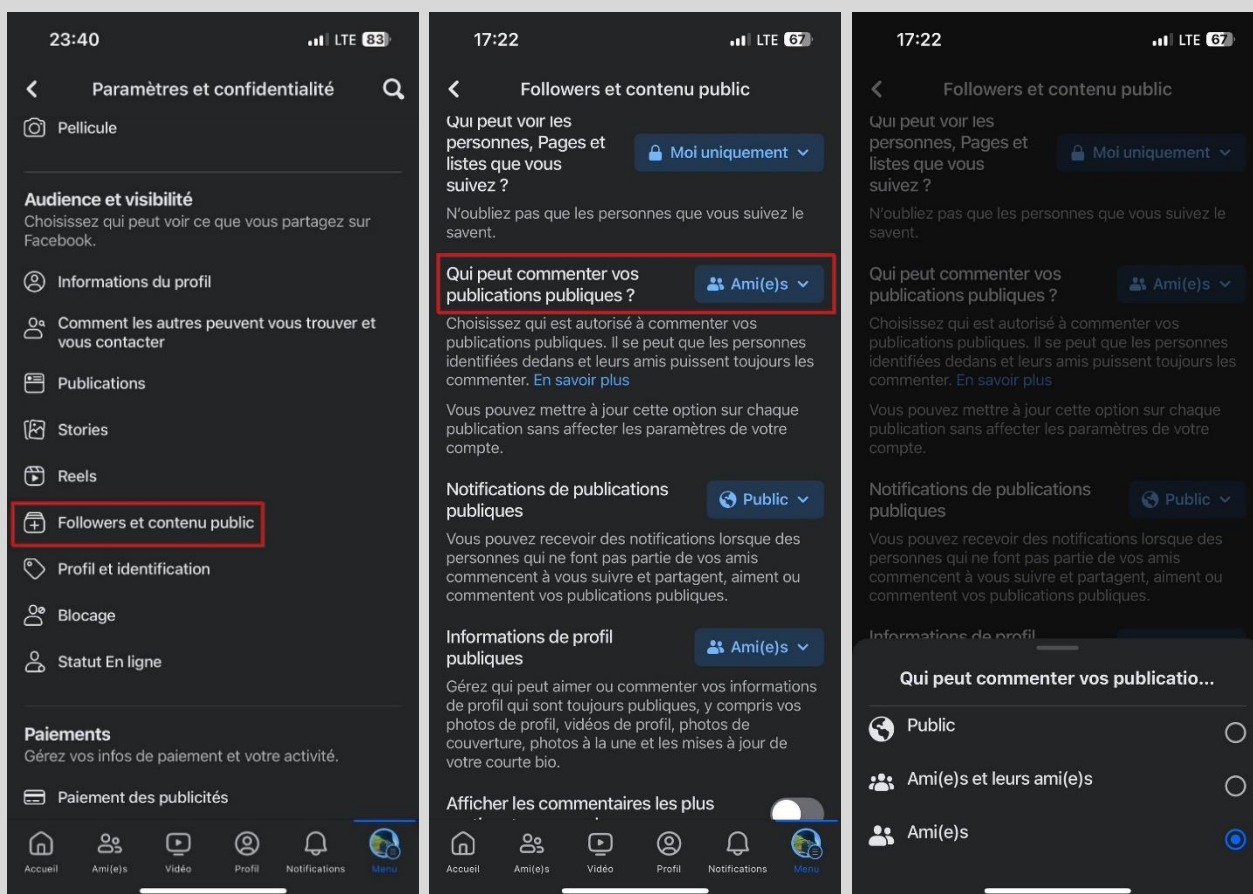 23:40
LTE 83
Paramètres et confidentialité
Pellicule
Audience et visibilité
Choisissez qui peut voir ce que vous partagez sur
Facebook.
Informations du profil
Comment les autres peuvent vous trouver et
vous contacter
Publications
Stories
Reels
Followers et contenu public
Profil et identification
Blocage
Statut En ligne
Paiements
Gérez vos infos de paiement et votre activité.
Paiement des publicités
Accueil
Ami(e)s
Vidéo
Profil
Notifications
Menu
17:22
LTE 67
Followers et contenu public
Qui peut voir les
personnes, Pages et
listes que vous
suivez ?
Moi uniquement
N'oubliez pas que les personnes que vous suivez le
savent.
Qui peut commenter vos
publications publiques ?
Ami(e)s
Choisissez qui est autorisé à commenter vos
publications publiques. Il se peut que les personnes
identifiées dedans et leurs amis puissent toujours les
commenter. En savoir plus
Vous pouvez mettre à jour cette option sur chaque
publication sans affecter les paramètres de votre
compte.
Notifications de publications
publiques
Public
Vous pouvez recevoir des notifications lorsque des
personnes qui ne font pas partie de vos amis
commencent à vous suivre et partagent, aiment ou
commentent vos publications publiques.
Informations de profil
publiques
Ami(e)s
Gérez qui peut aimer ou commenter vos informations
de profil qui sont toujours publiques, y compris vos
photos de profil, vidéos de profil, photos de
couverture, photos à la une et les mises à jour de
votre courte bio.
Afficher les commentaires les plus
Accueil
Ami(e)s
Vidéo
Profil
Notifications
Menu
17:22
LTE 67
Followers et contenu public
Qui peut voir les
personnes, Pages et
listes que vous
suivez ?
Moi uniquement
N'oubliez pas que les personnes que vous suivez le
savent.
Qui peut commenter vos
publications publiques ?
Ami(e)s
Choisissez qui est autorisé à commenter vos
publications publiques. Il se peut que les personnes
identifiées dedans et leurs amis puissent toujours les
commenter. En savoir plus
Vous pouvez mettre à jour cette option sur chaque
publication sans affecter les paramètres de votre
compte.
Notifications de publications
publiques
Public
Vous pouvez recevoir des notifications lorsque des
personnes qui ne font pas partie de vos amis
commencent à vous suivre et partagent, aiment ou
commentent vos publications publiques.
Informations de profil
Qui peut commenter vos publicatio...
Public
Ami(e)s et leurs ami(e)s
Ami(e)s